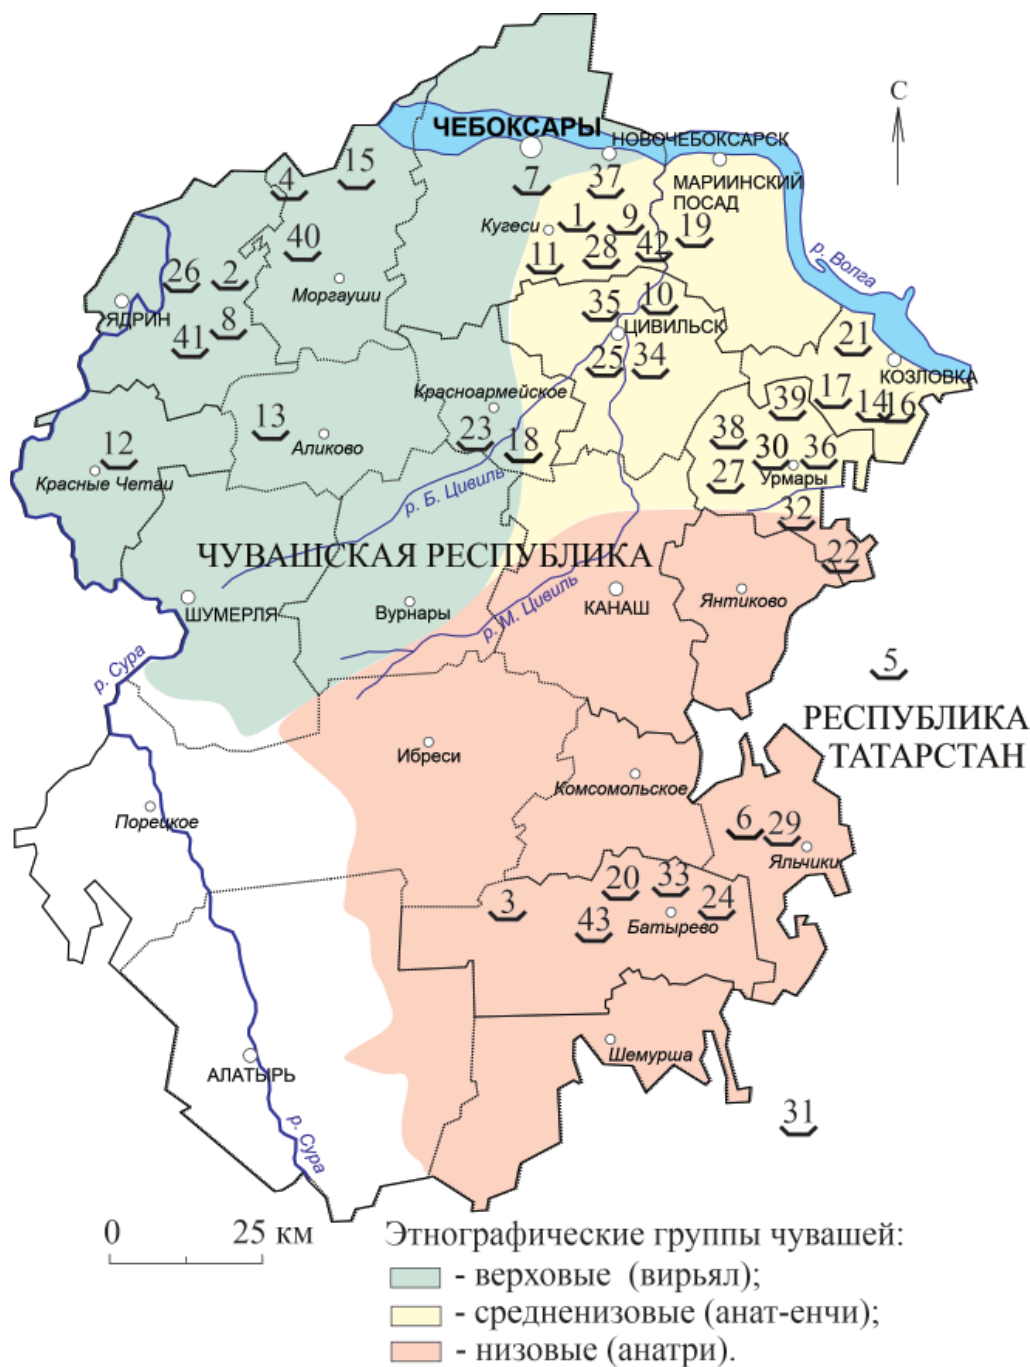 С
ЧЕБОКСАРЫ
НОВОЧЕБОКСАРСК
15
4
7
37
МАРИИНСКИЙ
ПОСАД
Кугеси
1
9
19
40
11
28
42
р. Волга
26
2
Моргауши
35
10
ЯДРИН
8
ЦИВИЛЬСК
41
21
25
34
КОЗЛОВКА
Красноармейское
17
14
16
39
13
Аликово
23
18
38
12
30
36
Красные Четаи
Урмары
27
р. Б. Цивиль
32
ЧУВАШСКАЯ РЕСПУБЛИКА
22
ШУМЕРЛЯ
Вурнары
р. М. Цивиль
КАНАШ
Янтиково
р. Сура
5
РЕСПУБЛИКА
ТАТАРСТАН
Ибреси
Комсомольское
Порецкое
6
29
Яльчики
20
33
3
24
43
Батырево
Шемурша
АЛАТЫРЬ
31
р. Сура
0
25 км
Этнографические группы чувашей:
- верховые (вирьял);
- средненизовые (анат-енчи);
- низовые (анатри).